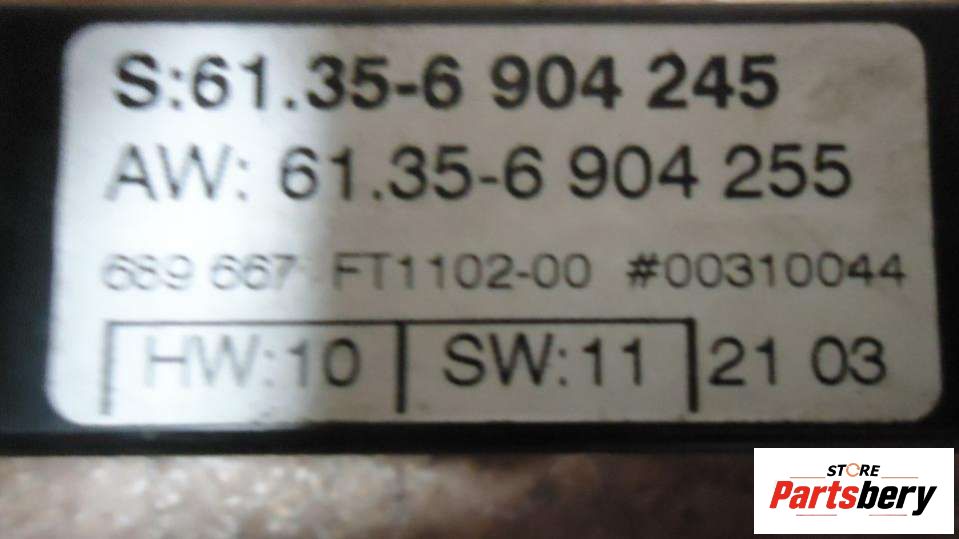 S:61.35-6 904 245
AW: 61.35-6 904 255
689 667 FT1102-00 #00310044
HW:10 SW:11 21 03
STORE
Partsbery